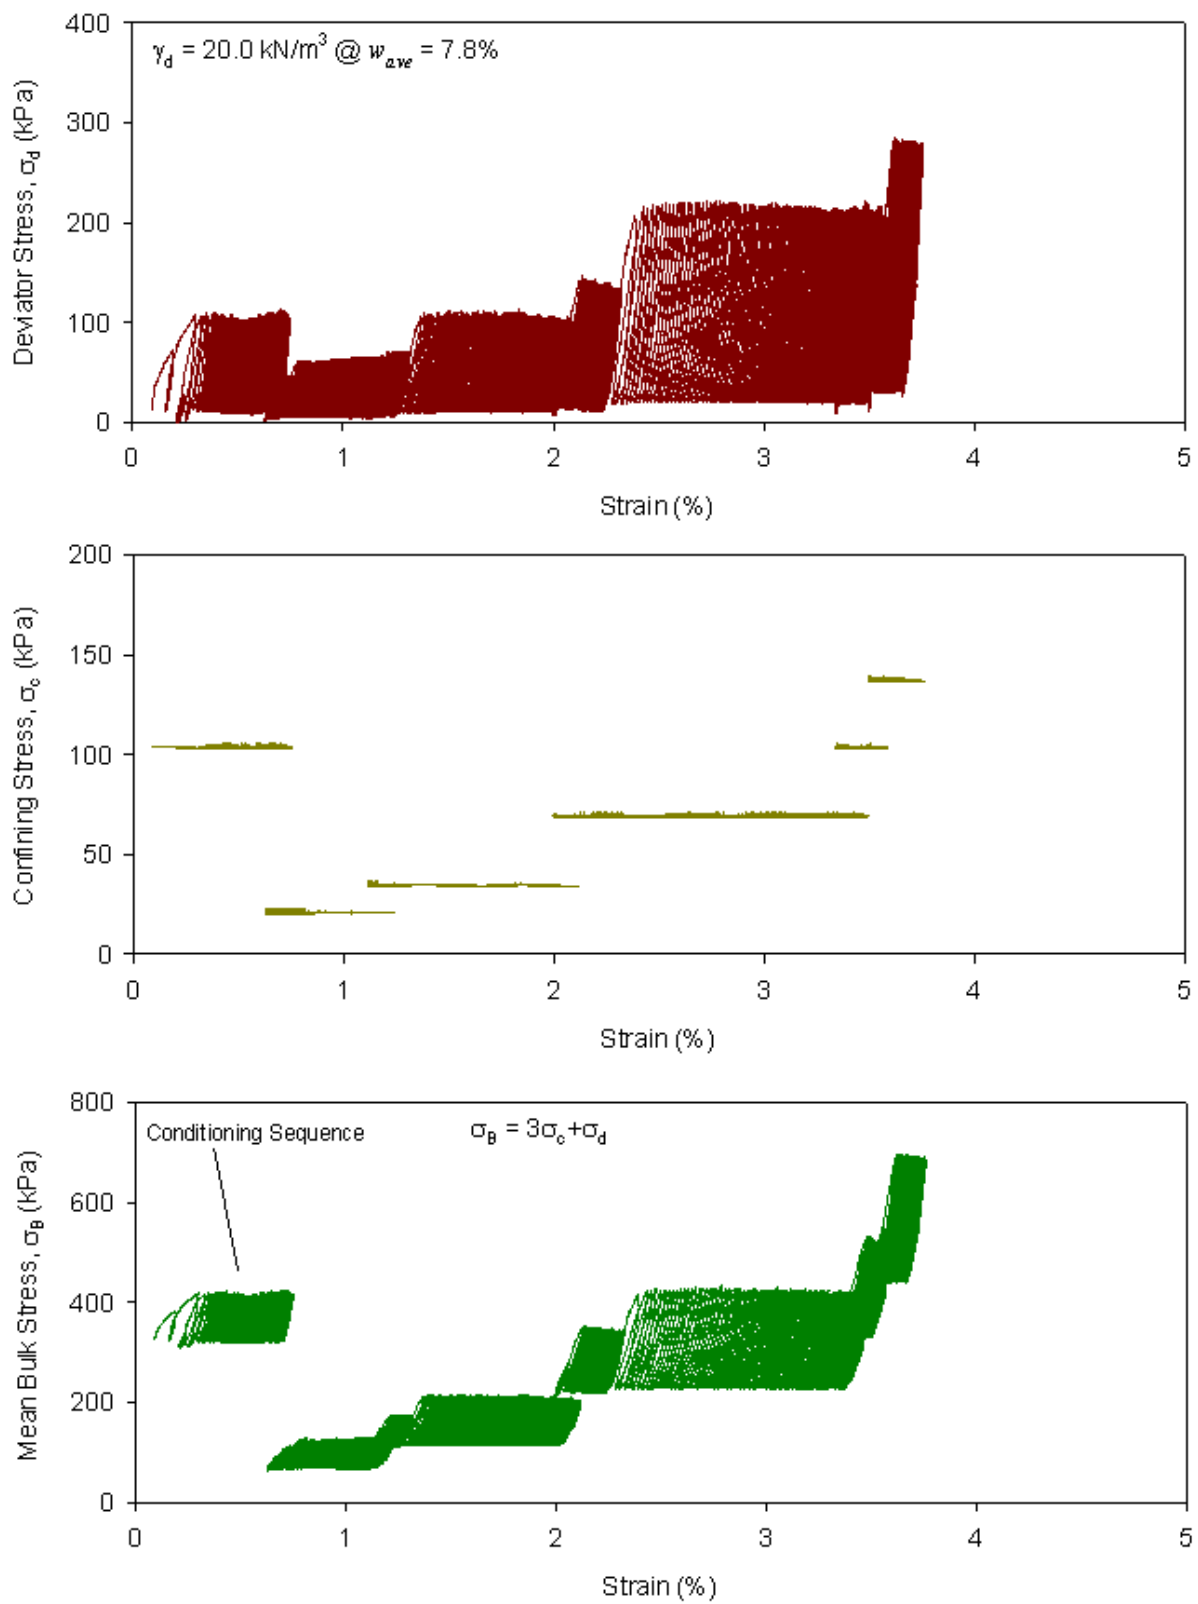 400
γd = 20.0 kN/m³ @ wave = 7.8%
300
200
100
0
Deviator Stress, σd (kPa)
0 1 2 3 4 5
Strain (%)
200
150
100
50
0
Confining Stress, σc (kPa)
0 1 2 3 4 5
Strain (%)
800
Conditioning Sequence
σB = 3σc+σd
600
400
200
0
Mean Bulk Stress, σB (kPa)
0 1 2 3 4 5
Strain (%)